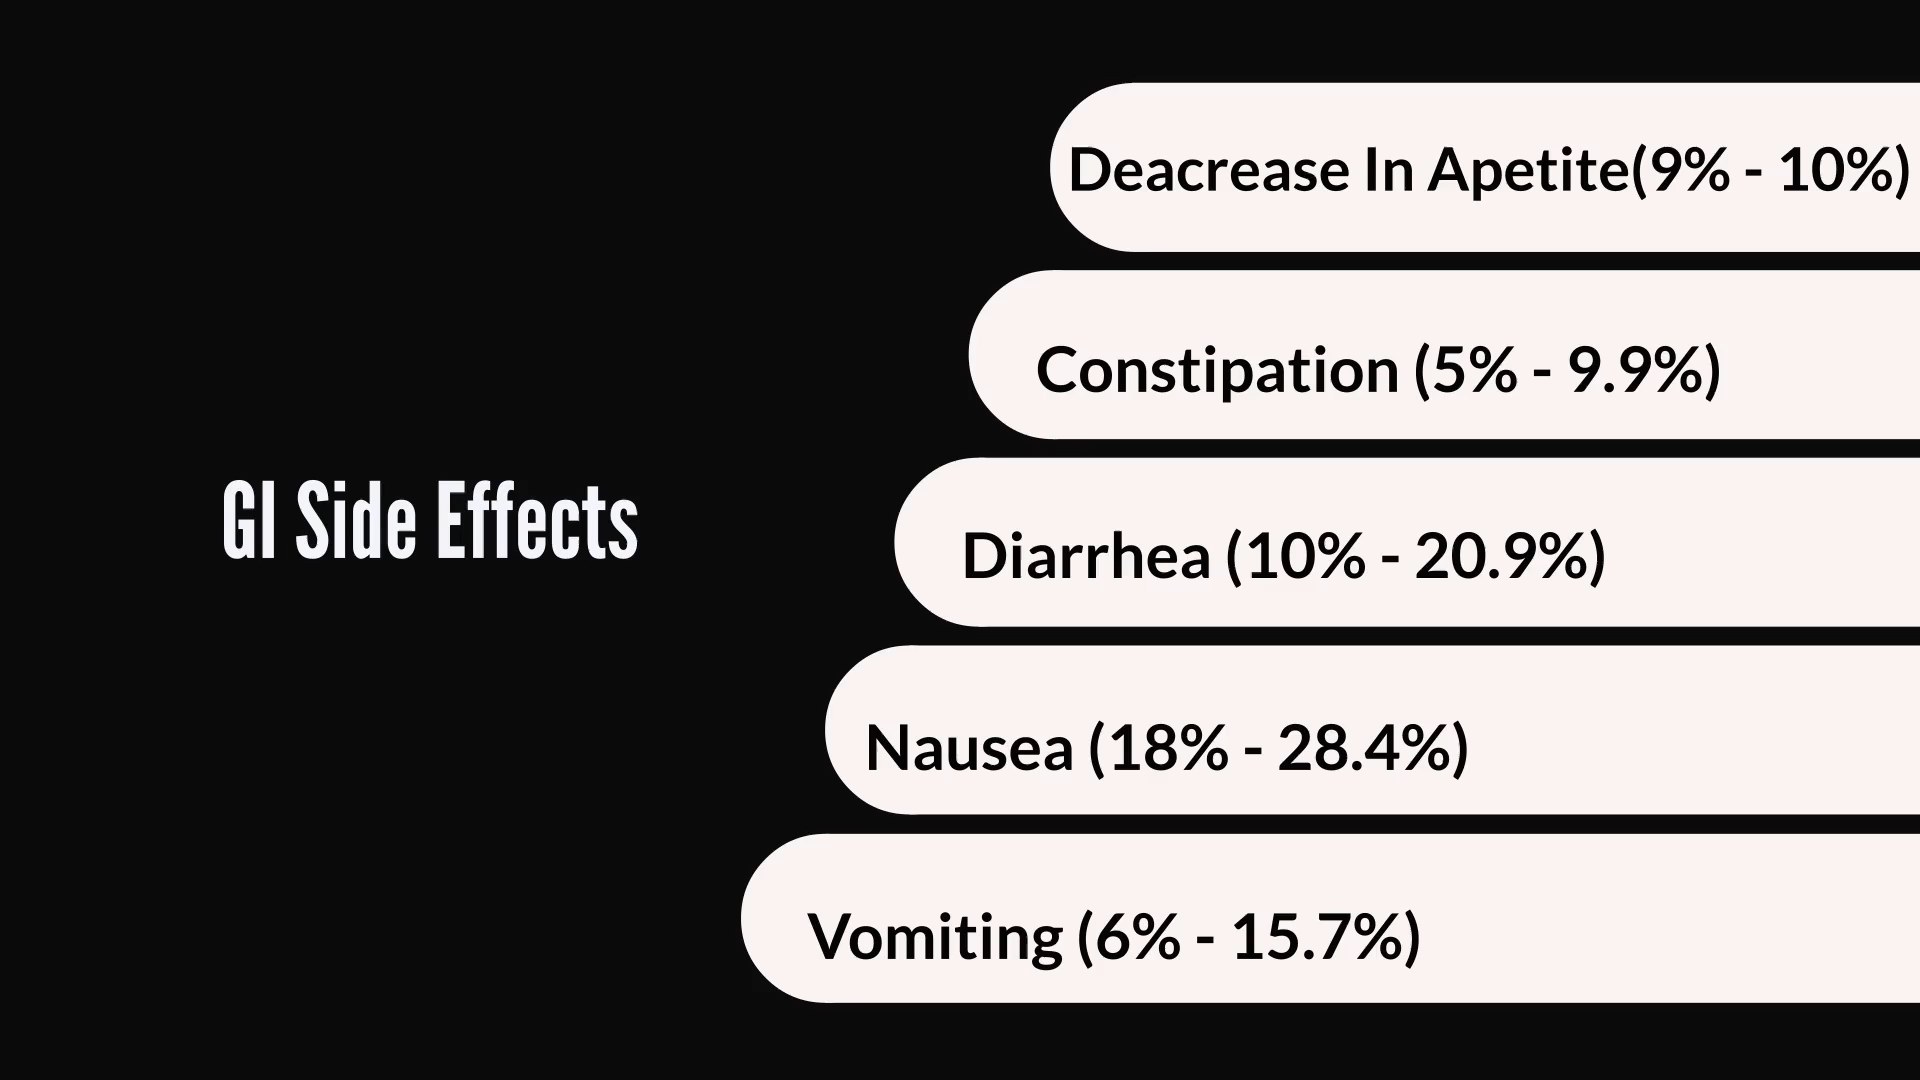 GI Side Effects
Deacrease In Apetite(9% - 10%)
Constipation (5% - 9.9%)
Diarrhea (10% - 20.9%)
Nausea (18% - 28.4%)
Vomiting (6% - 15.7%)